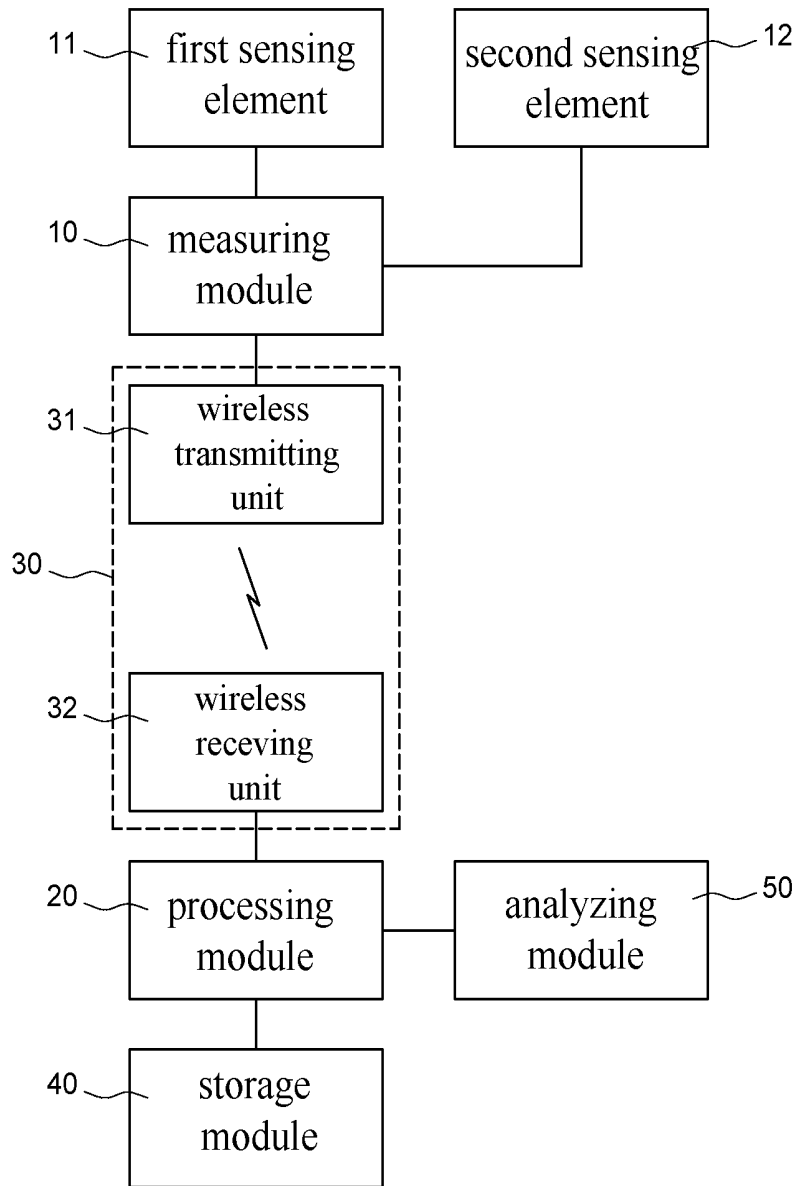 11
first sensing
element
12
second sensing
element
10
measuring
module
31
wireless
transmitting
unit
30
32
wireless
receving
unit
20
processing
module
50
analyzing
module
40
storage
module